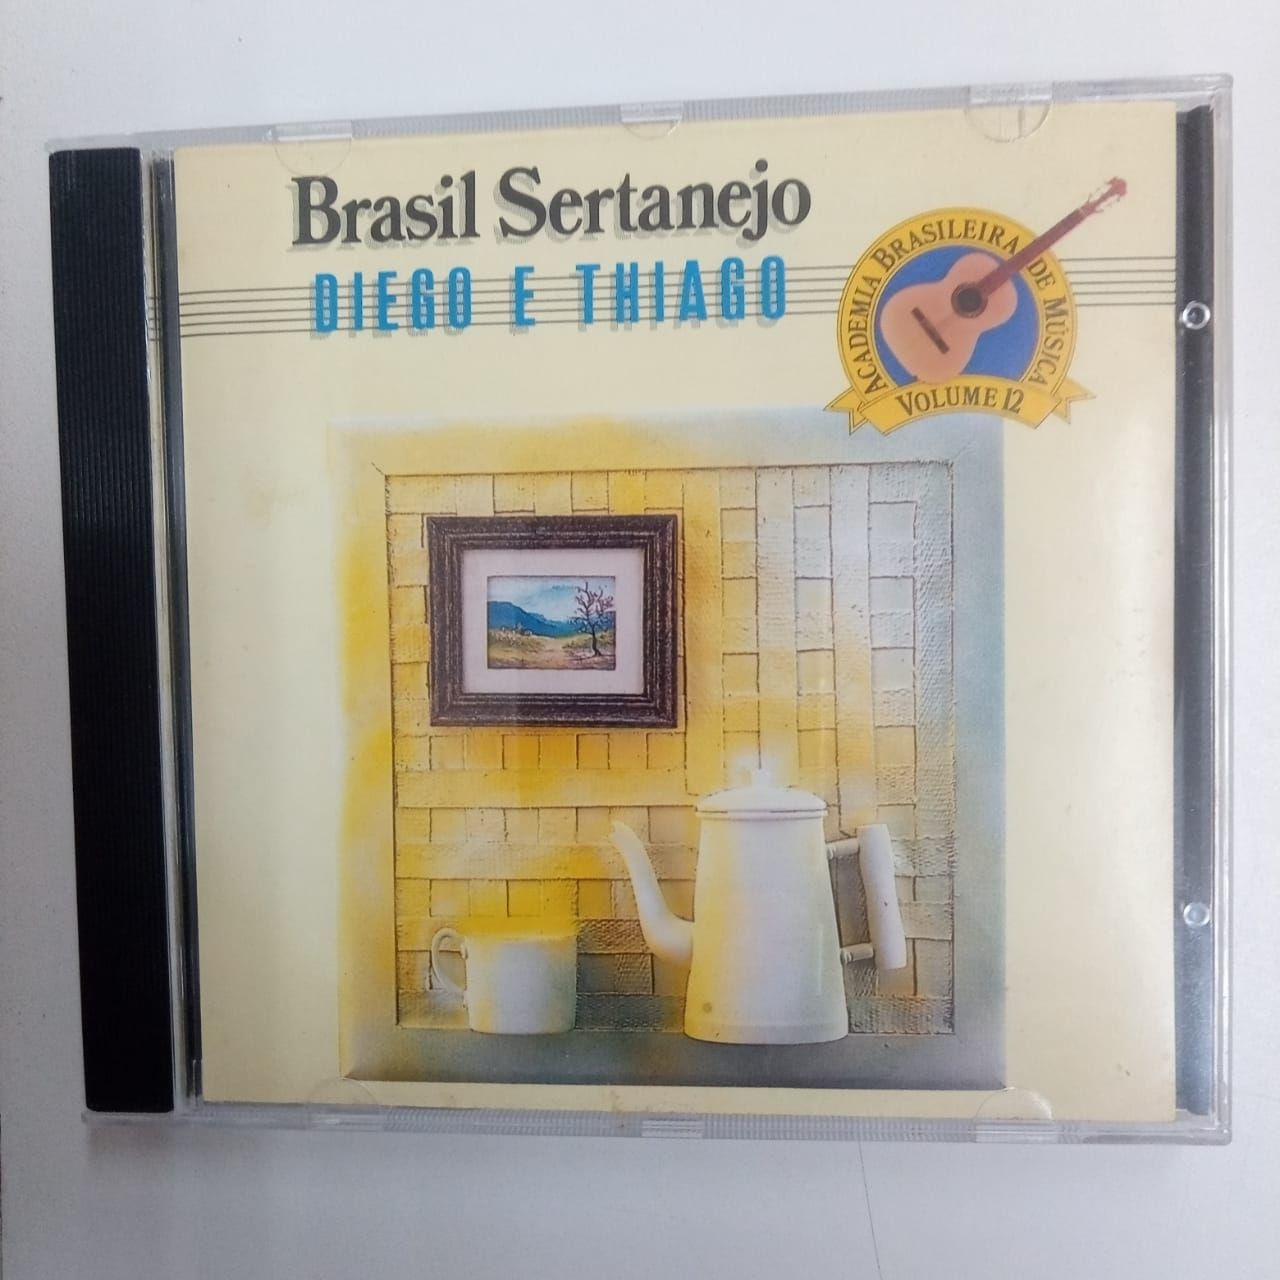 Brasil Sertanejo
DIEGO E THIAGO
ACADEMIA BRASILEIRA DE MÚSICA
VOLUME 12